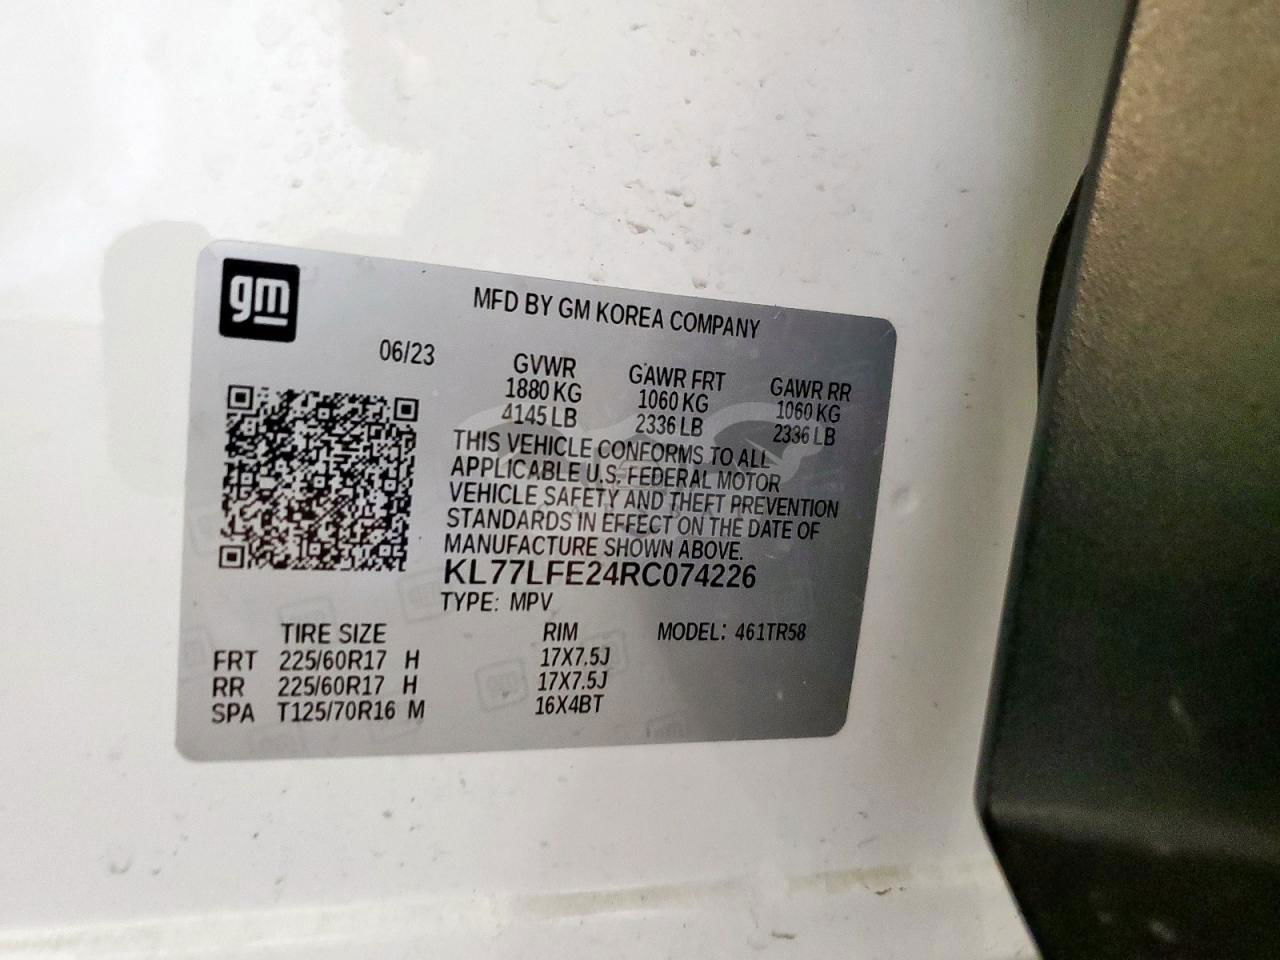 gm
MFD BY GM KOREA COMPANY
06/23
GVWR GAWR FRT GAWR RR
1880 KG 1060 KG 1060 KG
4145 LB 2336 LB 2336 LB
THIS VEHICLE CONFORMS TO ALL
APPLICABLE U.S. FEDERAL MOTOR
VEHICLE SAFETY AND THEFT PREVENTION
STANDARDS IN EFFECT ON THE DATE OF
MANUFACTURE SHOWN ABOVE.
KL77LFE24RC074226
TYPE: MPV
TIRE SIZE RIM MODEL: 461TR58
FRT 225/60R17 H 17X7.5J
RR 225/60R17 H 17X7.5J
SPA T125/70R16 M 16X4BT